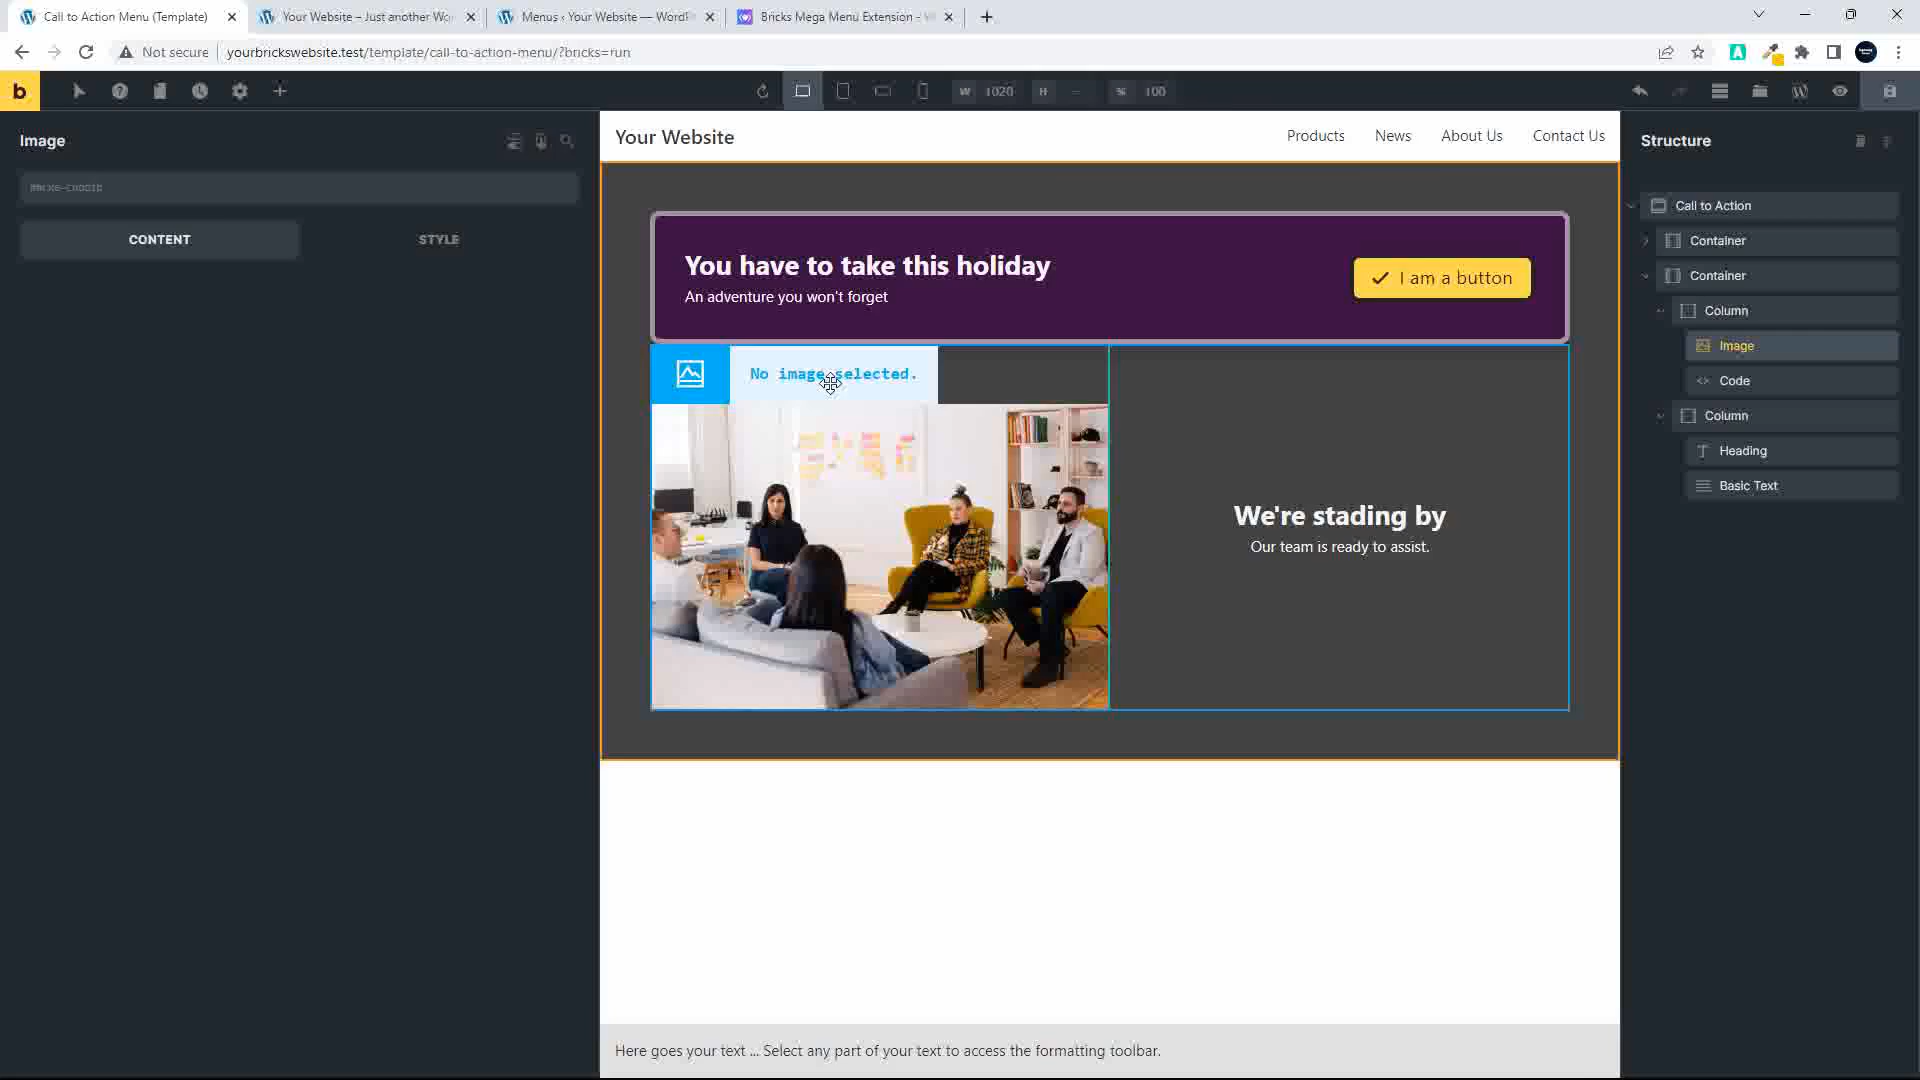 Call to Action Menu (Template)
Your Website – Just another Wo
Menus ‹ Your Website — WordP
Bricks Mega Menu Extension -
Not secure
yourbrickswebsite.test/template/call-to-action-menu/?bricks=run
b
W 1020 H – % 100
Image
CONTENT
STYLE
Your Website
Products
News
About Us
Contact Us
You have to take this holiday
An adventure you won't forget
I am a button
No image selected.
We're stading by
Our team is ready to assist.
Here goes your text ... Select any part of your text to access the formatting toolbar.
Structure
Call to Action
Container
Container
Column
Image
Code
Column
Heading
Basic Text